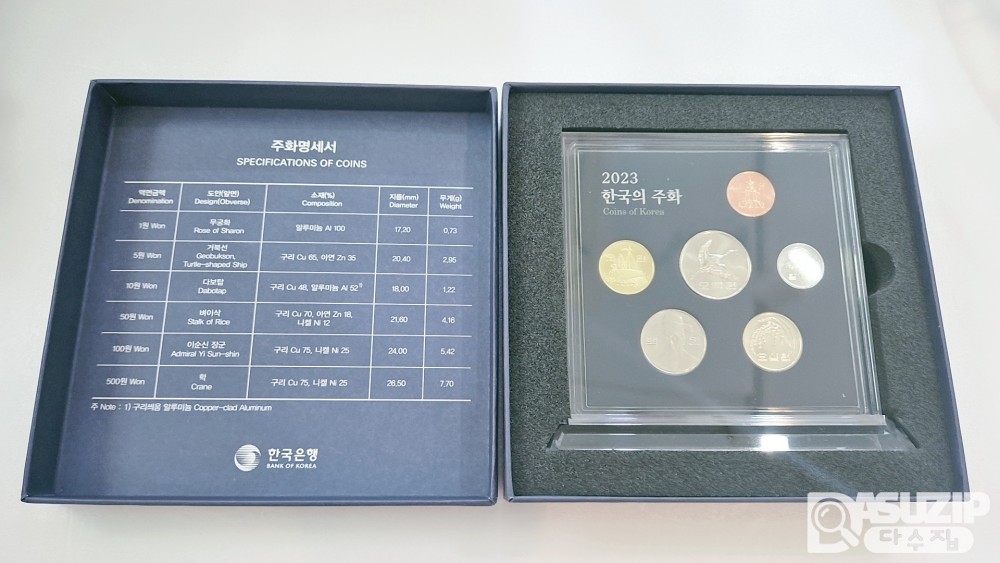 주화명세서
SPECIFICATIONS OF COINS
액면금액 도안(앞면) 소재(%) 지름(mm) 무게(g)
Denomination Design(Obverse) Composition Diameter Weight
1원 Won 무궁화 Rose of Sharon 알루미늄 Al 100 17.20 0.73
5원 Won 거북선 Geobukson, Turtle-shaped Ship 구리 Cu 65, 아연 Zn 35 20.40 2.95
10원 Won 다보탑 Dabotap 구리 Cu 48, 알루미늄 Al 52 1) 18.00 1.22
50원 Won 벼이삭 Stalk of Rice 구리 Cu 70, 아연 Zn 18, 니켈 Ni 12 21.60 4.16
100원 Won 이순신 장군 Admiral Yi Sun-shin 구리 Cu 75, 니켈 Ni 25 24.00 5.42
500원 Won 학 Crane 구리 Cu 75, 니켈 Ni 25 26.50 7.70
주 Note : 1) 구리씌움 알루미늄 Copper-clad Aluminum
한국은행
BANK OF KOREA
2023
한국의 주화
Coins of Korea
오백원
백원
오십원
DASUZIP
다수집